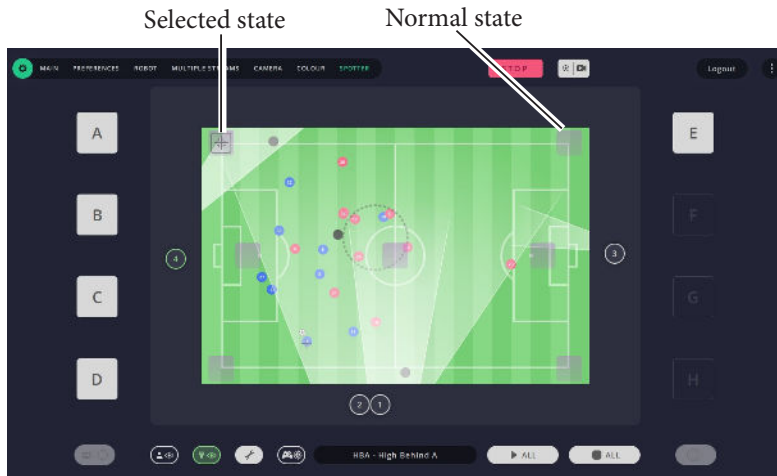 Selected state
Normal state
MAIN PREFERENCES ROBOT MULTIPLE STREAMS CAMERA COLOUR SPOTTER STOP Logout
A
E
B
F
4
3
C
G
D
H
2 1
HBA - High Behind A
ALL
ALL